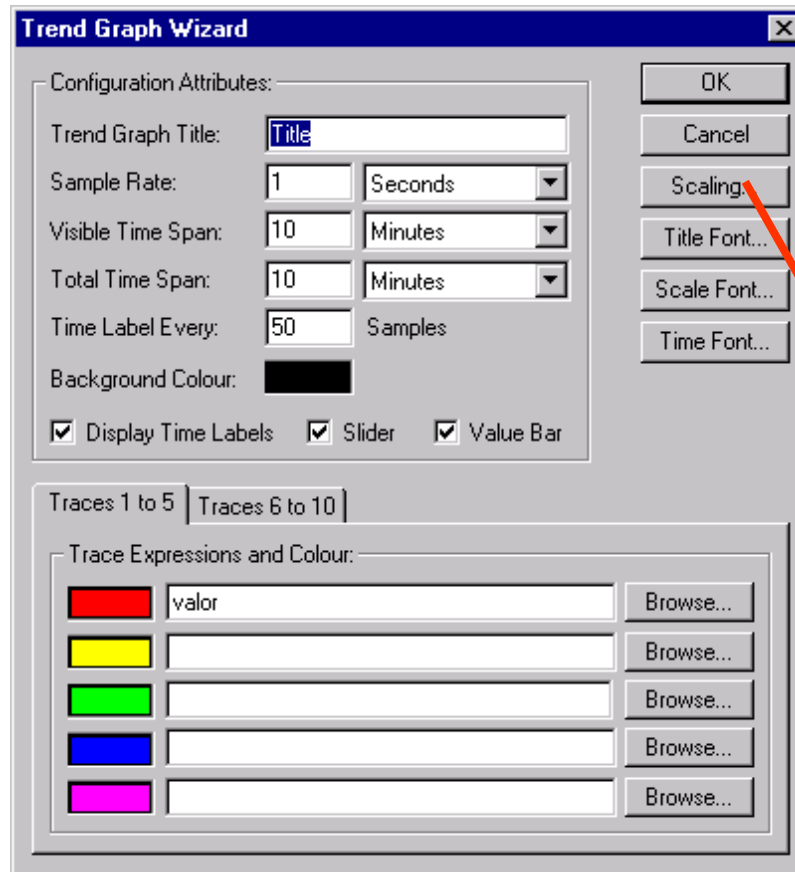 Trend Graph Wizard
Configuration Attributes:
Trend Graph Title: Title
Sample Rate: 1 Seconds
Visible Time Span: 10 Minutes
Total Time Span: 10 Minutes
Time Label Every: 50 Samples
Background Colour:
Display Time Labels Slider Value Bar
OK
Cancel
Scaling..
Title Font...
Scale Font...
Time Font...
Traces 1 to 5 Traces 6 to 10
Trace Expressions and Colour:
valor Browse...
Browse...
Browse...
Browse...
Browse...